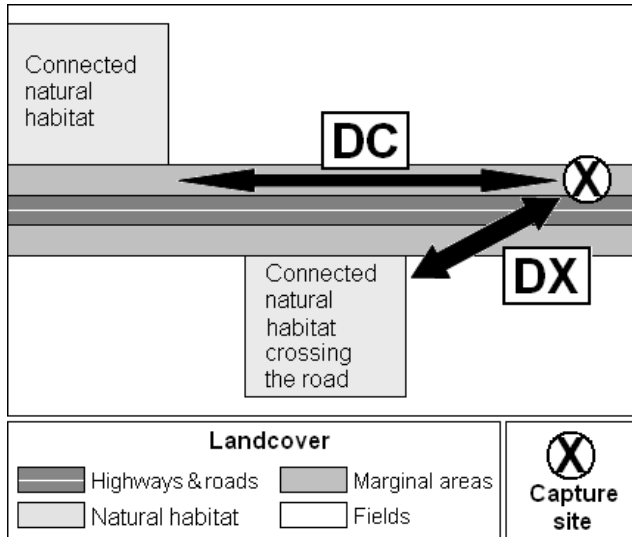 Connected
natural
habitat
DC
X
DX
Connected
natural
habitat
crossing
the road
Landcover
Highways & roads
Marginal areas
Natural habitat
Fields
X
Capture
site